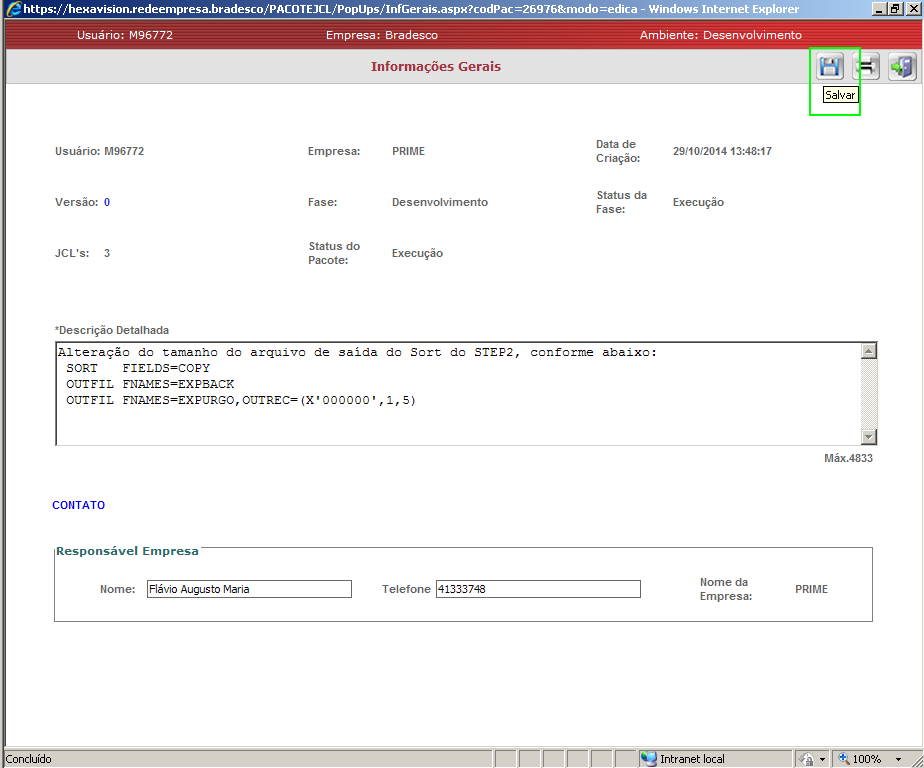 https://hexavision.redeempresa.bradesco/PACOTEJCL/PopUps/InfGerais.aspx?codPac=26976&modo=edica - Windows Internet Explorer
Usuário: M96772 Empresa: Bradesco Ambiente: Desenvolvimento
Informações Gerais
Salvar
Usuário: M96772 Empresa: PRIME Data de Criação: 29/10/2014 13:48:17
Versão: 0 Fase: Desenvolvimento Status da Fase: Execução
JCL's: 3 Status do Pacote: Execução
*Descrição Detalhada
Alteração do tamanho do arquivo de saída do Sort do STEP2, conforme abaixo:
SORT   FIELDS=COPY
OUTFIL FNAMES=EXPBACK
OUTFIL FNAMES=EXPURGO,OUTREC=(X'000000',1,5)
Máx.4833
CONTATO
Responsável Empresa
Nome: Flávio Augusto Maria Telefone 41333748 Nome da Empresa: PRIME
Concluído Intranet local 100%